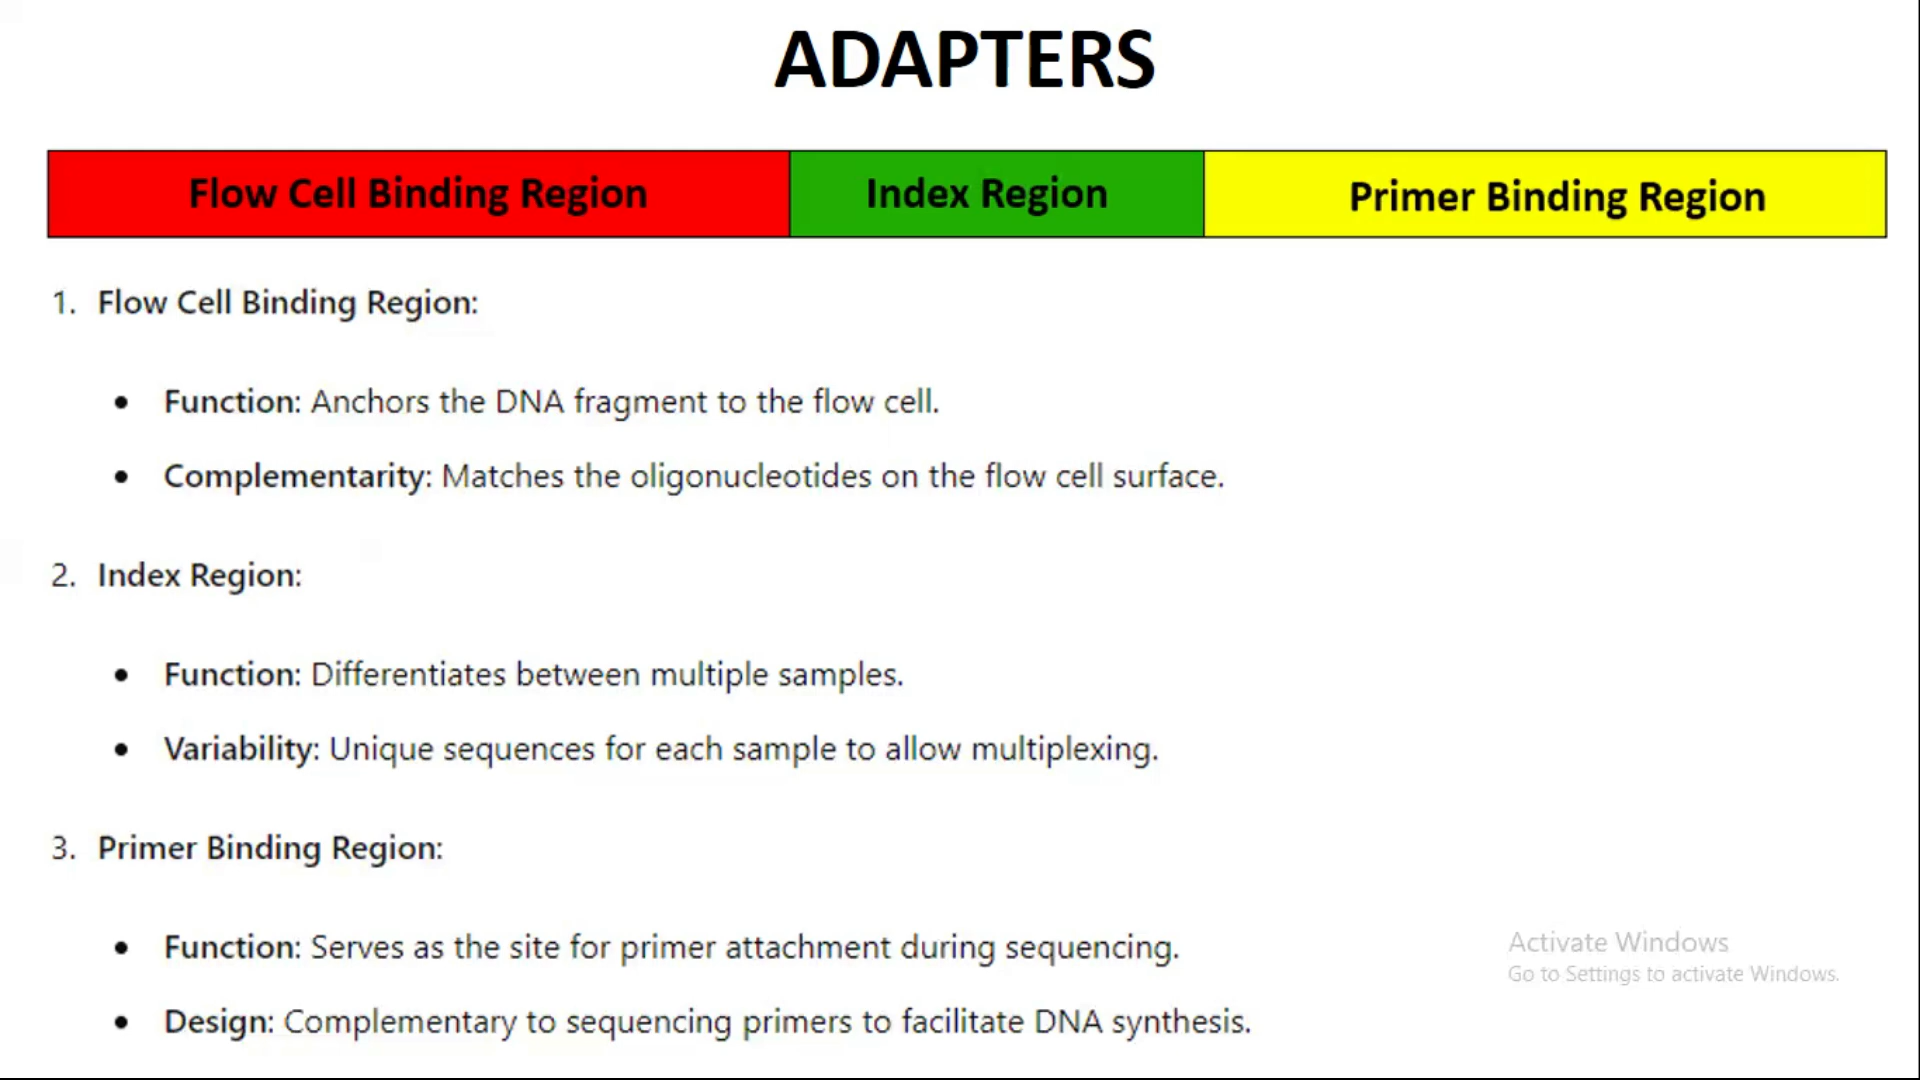 ADAPTERS
Flow Cell Binding Region Index Region Primer Binding Region
1. Flow Cell Binding Region:
• Function: Anchors the DNA fragment to the flow cell.
• Complementarity: Matches the oligonucleotides on the flow cell surface.
2. Index Region:
• Function: Differentiates between multiple samples.
• Variability: Unique sequences for each sample to allow multiplexing.
3. Primer Binding Region:
• Function: Serves as the site for primer attachment during sequencing.
• Design: Complementary to sequencing primers to facilitate DNA synthesis.
Activate Windows
Go to Settings to activate Windows.